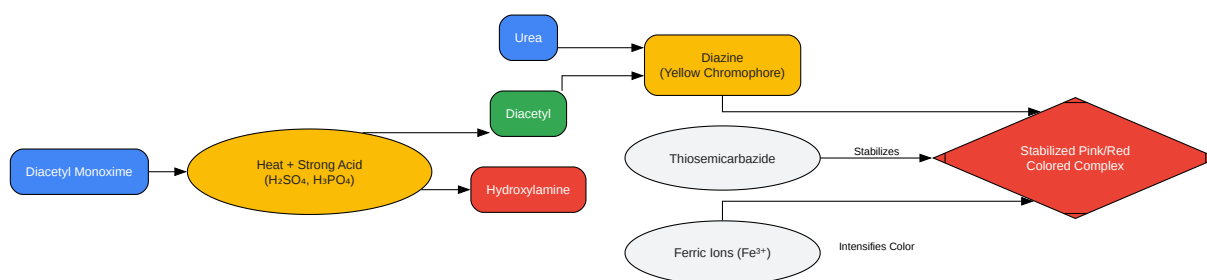 Urea
Diazine
(Yellow Chromophore)
Diacetyl
Diacetyl Monoxime
Heat + Strong Acid
(H₂SO₄, H₃PO₄)
Hydroxylamine
Thiosemicarbazide
Stabilizes
Stabilized Pink/Red
Colored Complex
Ferric Ions (Fe³⁺)
Intensifies Color